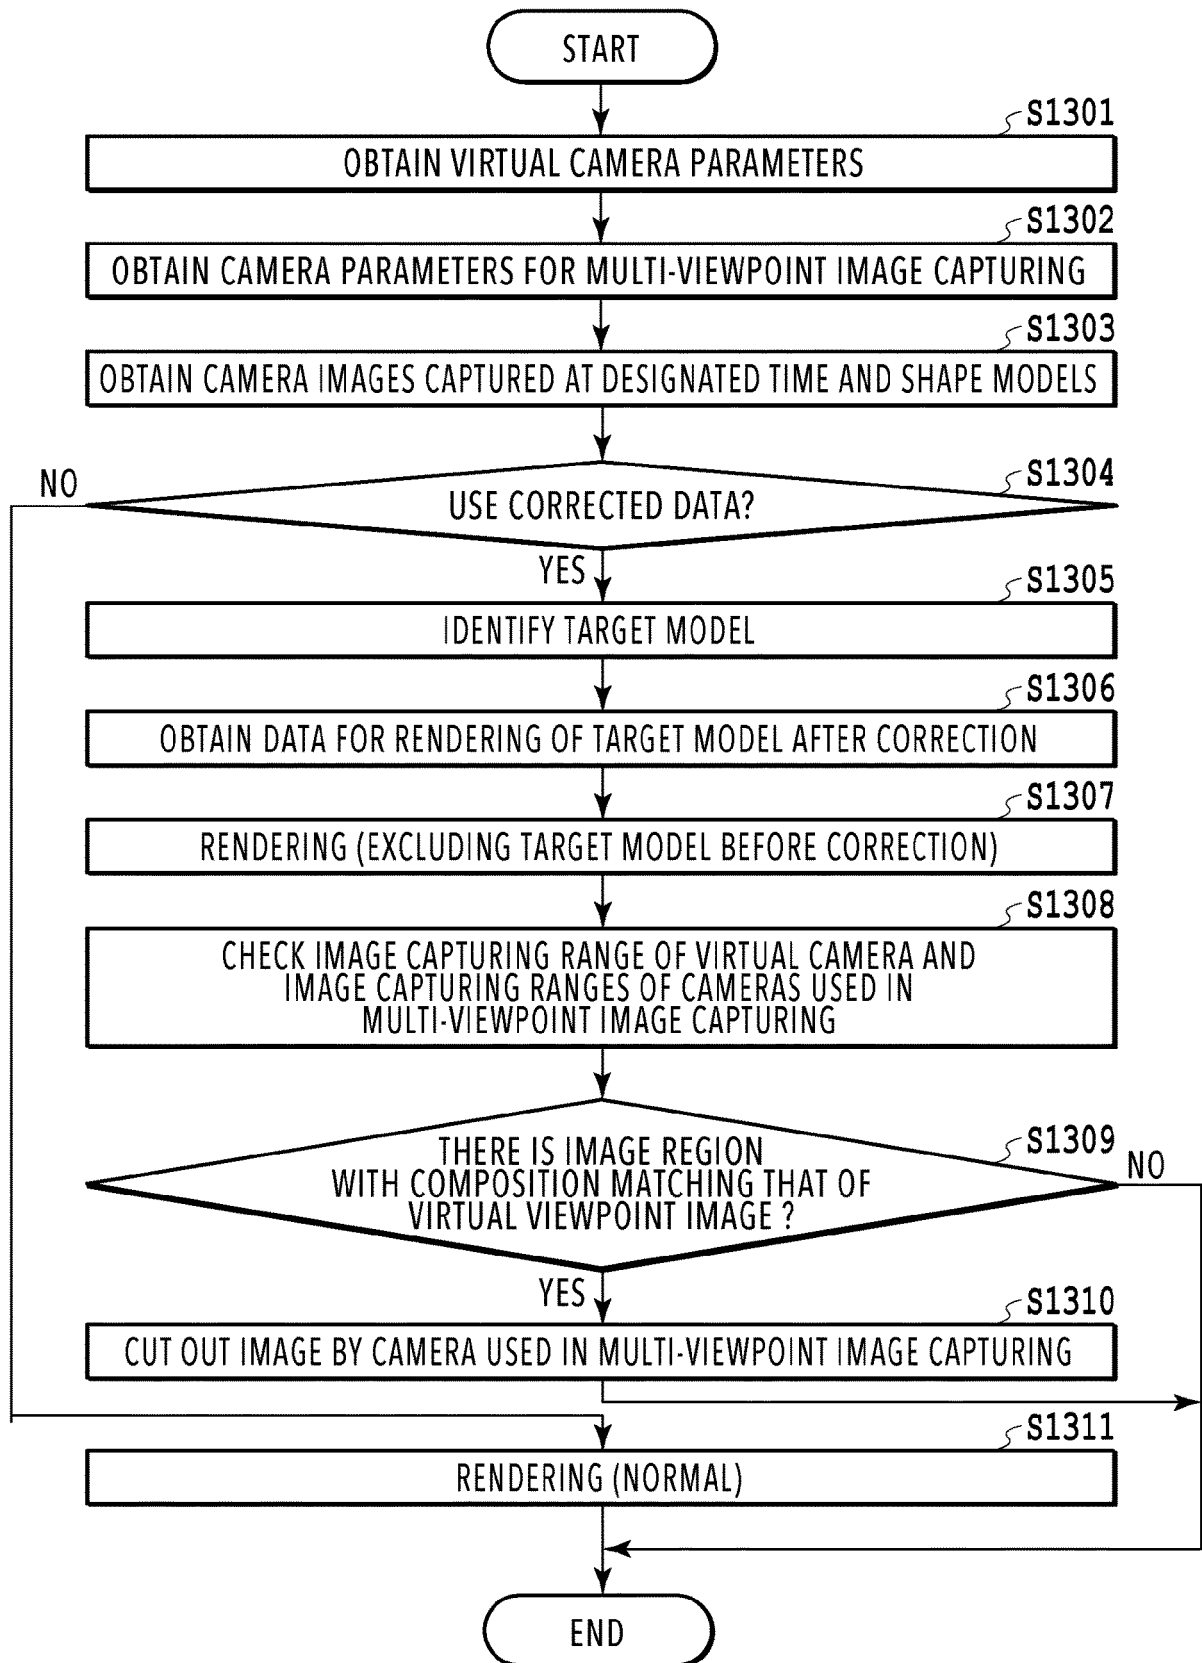 START
S1301
OBTAIN VIRTUAL CAMERA PARAMETERS
S1302
OBTAIN CAMERA PARAMETERS FOR MULTI-VIEWPOINT IMAGE CAPTURING
S1303
OBTAIN CAMERA IMAGES CAPTURED AT DESIGNATED TIME AND SHAPE MODELS
S1304
NO
USE CORRECTED DATA?
YES
S1305
IDENTIFY TARGET MODEL
S1306
OBTAIN DATA FOR RENDERING OF TARGET MODEL AFTER CORRECTION
S1307
RENDERING (EXCLUDING TARGET MODEL BEFORE CORRECTION)
S1308
CHECK IMAGE CAPTURING RANGE OF VIRTUAL CAMERA AND
IMAGE CAPTURING RANGES OF CAMERAS USED IN
MULTI-VIEWPOINT IMAGE CAPTURING
S1309
THERE IS IMAGE REGION
WITH COMPOSITION MATCHING THAT OF
VIRTUAL VIEWPOINT IMAGE ?
NO
YES
S1310
CUT OUT IMAGE BY CAMERA USED IN MULTI-VIEWPOINT IMAGE CAPTURING
S1311
RENDERING (NORMAL)
END